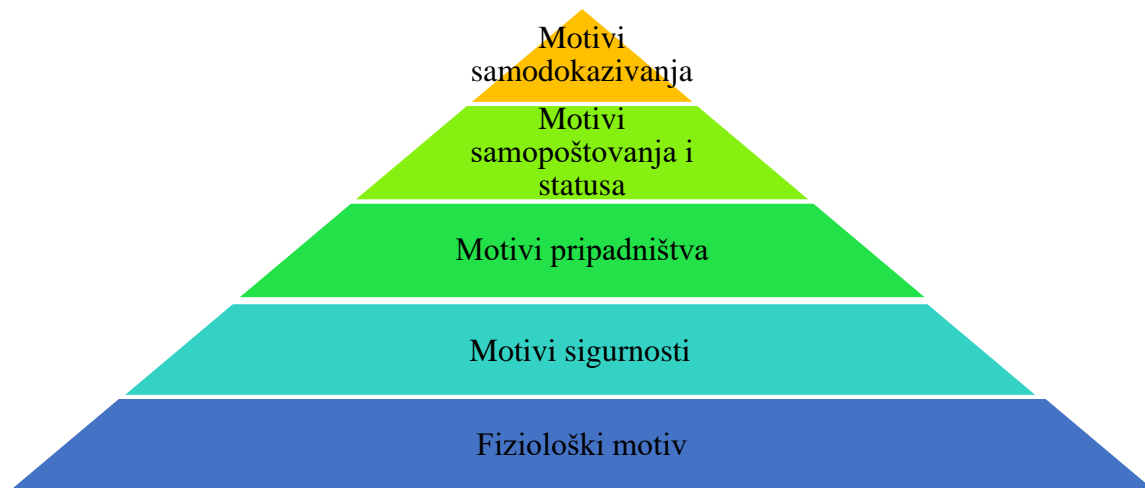 Motivi
samodokazivanja
Motivi
samopoštovanja i
statusa
Motivi pripadništva
Motivi sigurnosti
Fiziološki motiv